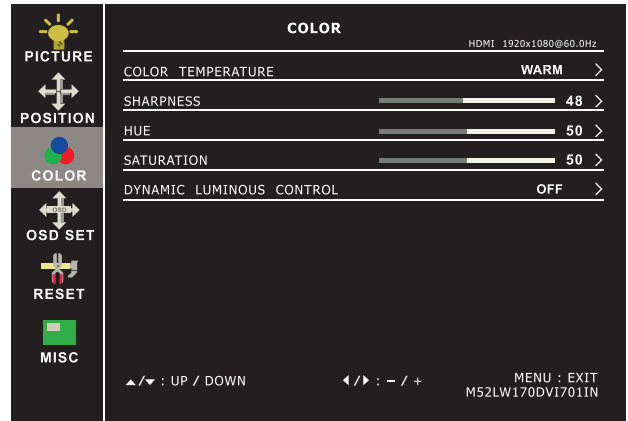 PICTURE
POSITION
COLOR
OSD
OSD SET
RESET
MISC
COLOR
HDMI 1920x1080@60.0Hz
COLOR TEMPERATURE WARM >
SHARPNESS 48 >
HUE 50 >
SATURATION 50 >
DYNAMIC LUMINOUS CONTROL OFF >
▲/▼ : UP / DOWN ◀/▶ : – / + MENU : EXIT
M52LW170DVI701IN